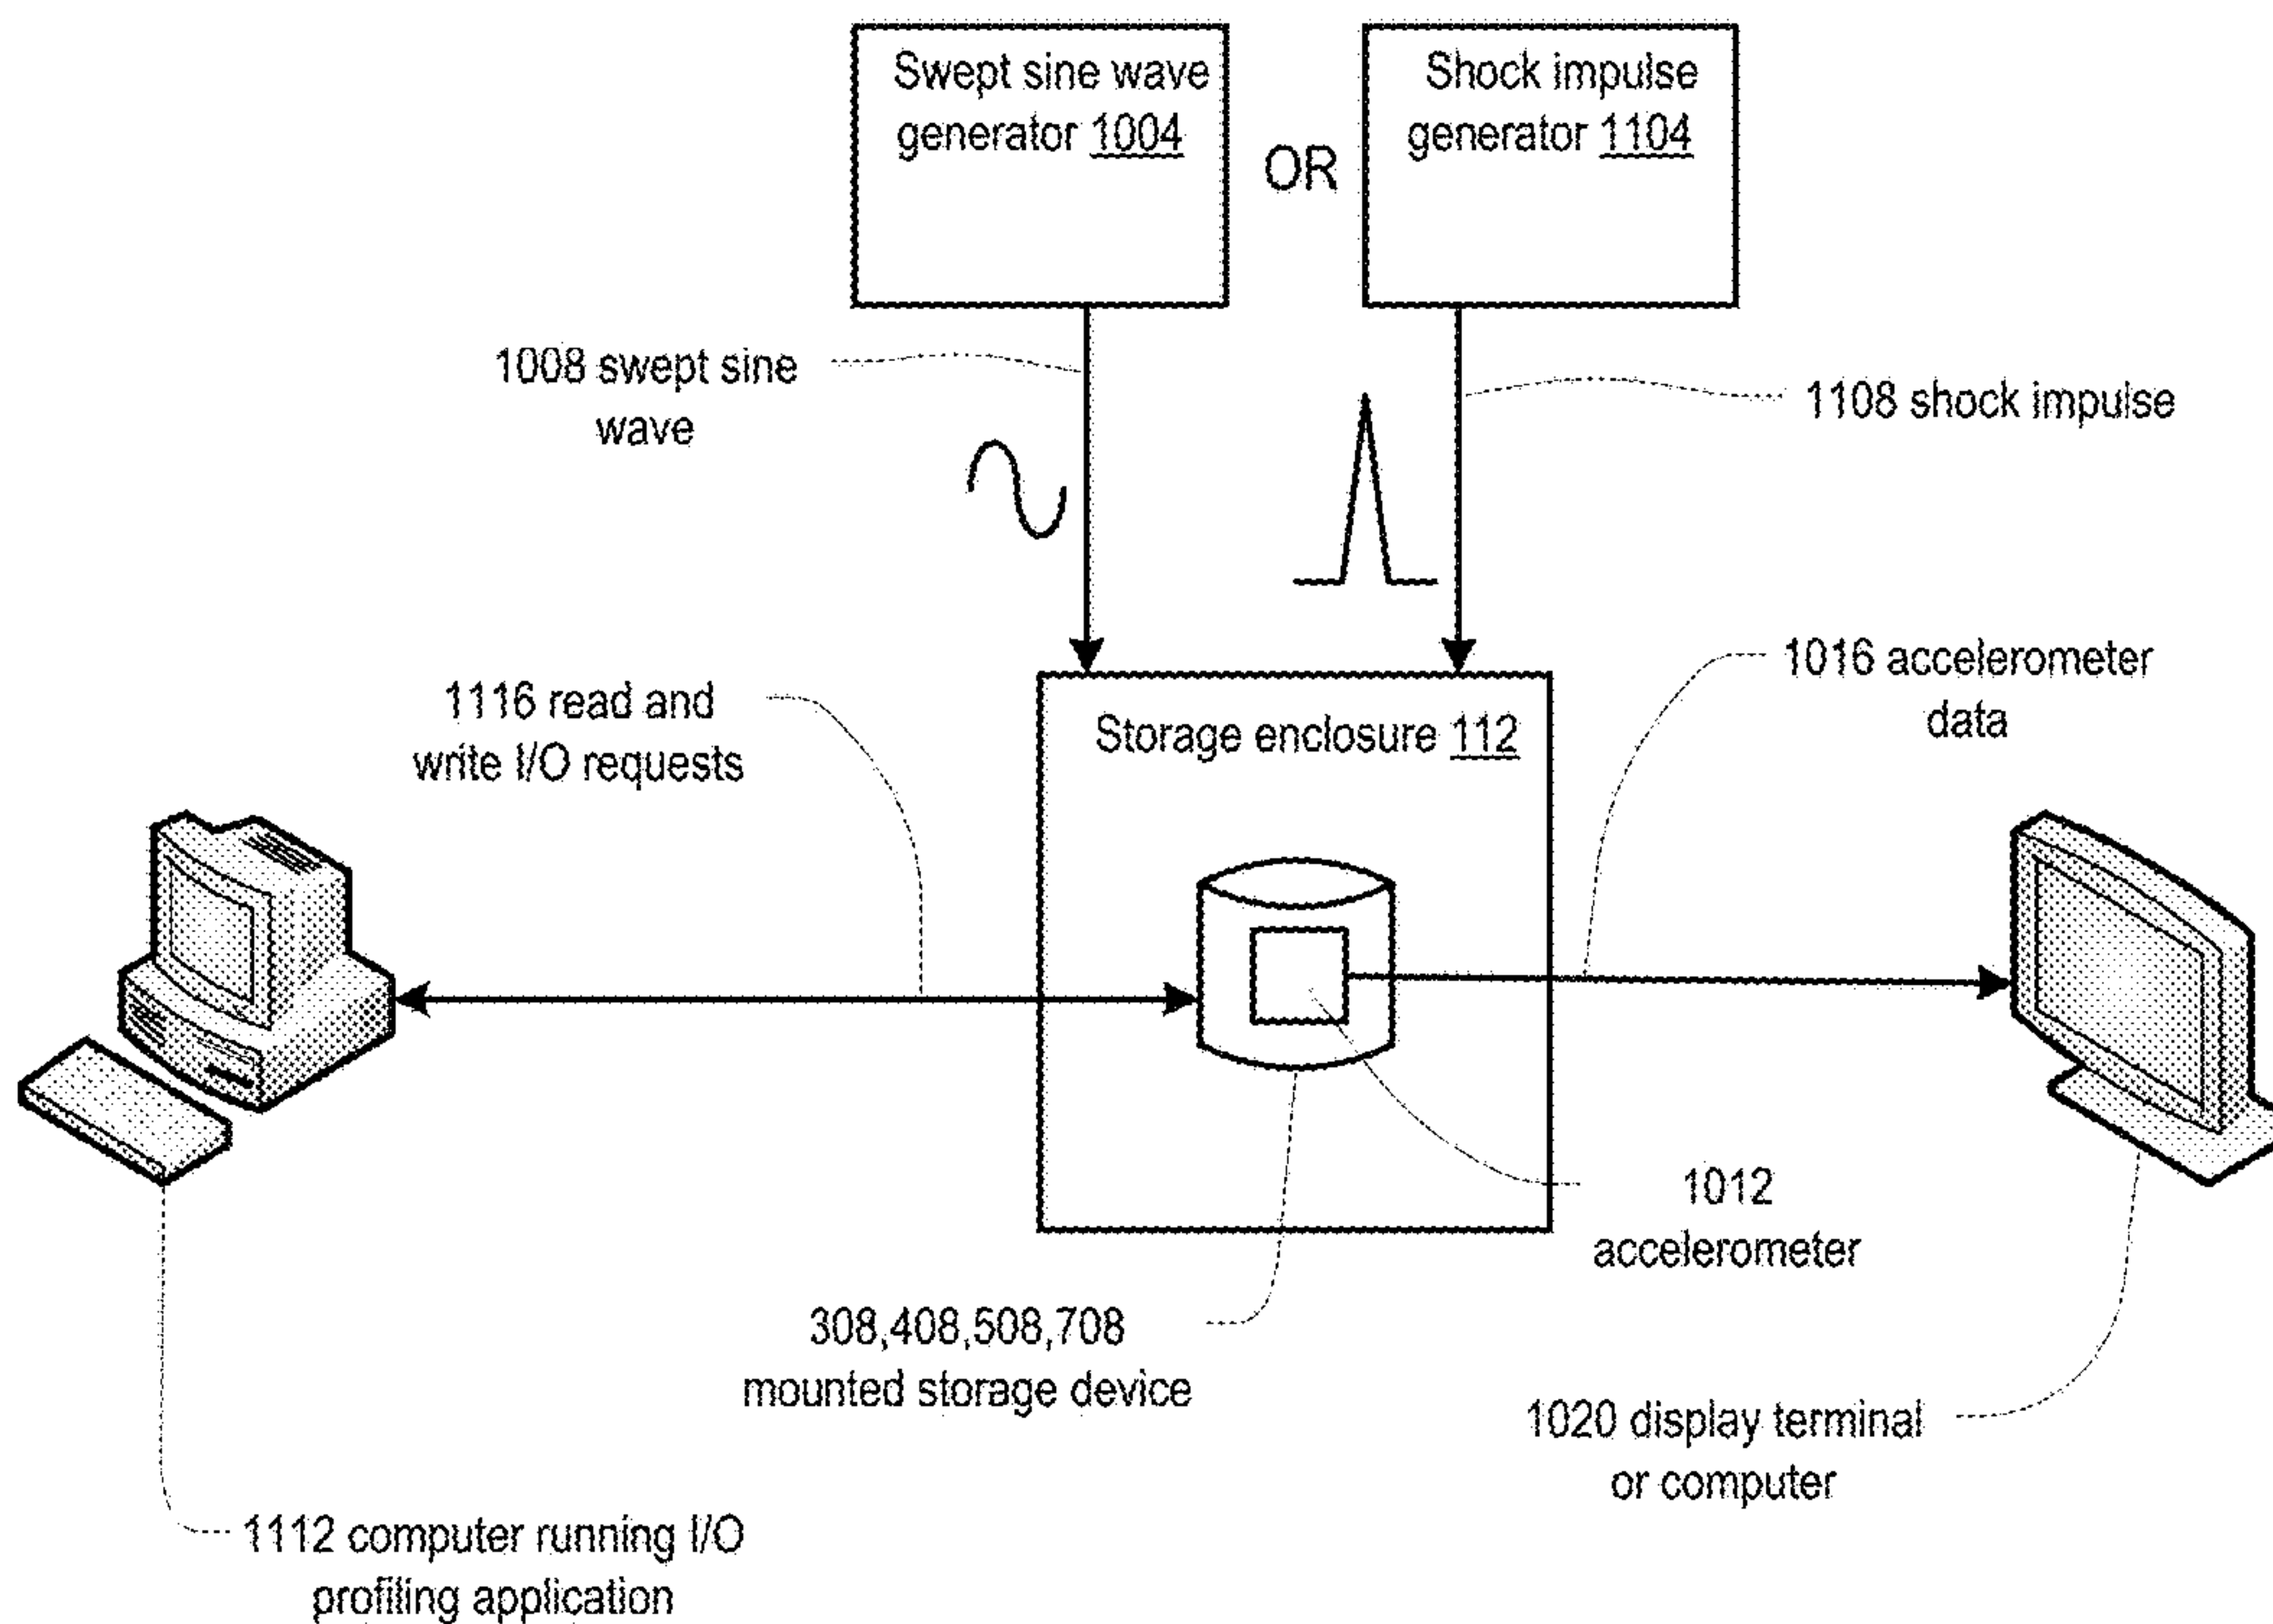 Swept sine wave
generator 1004
OR
Shock impulse
generator 1104
1008 swept sine
wave
1108 shock impulse
1116 read and
write I/O requests
Storage enclosure 112
1016 accelerometer
data
1012
accelerometer
308,408,508,708
mounted storage device
1020 display terminal
or computer
1112 computer running I/O
profiling application